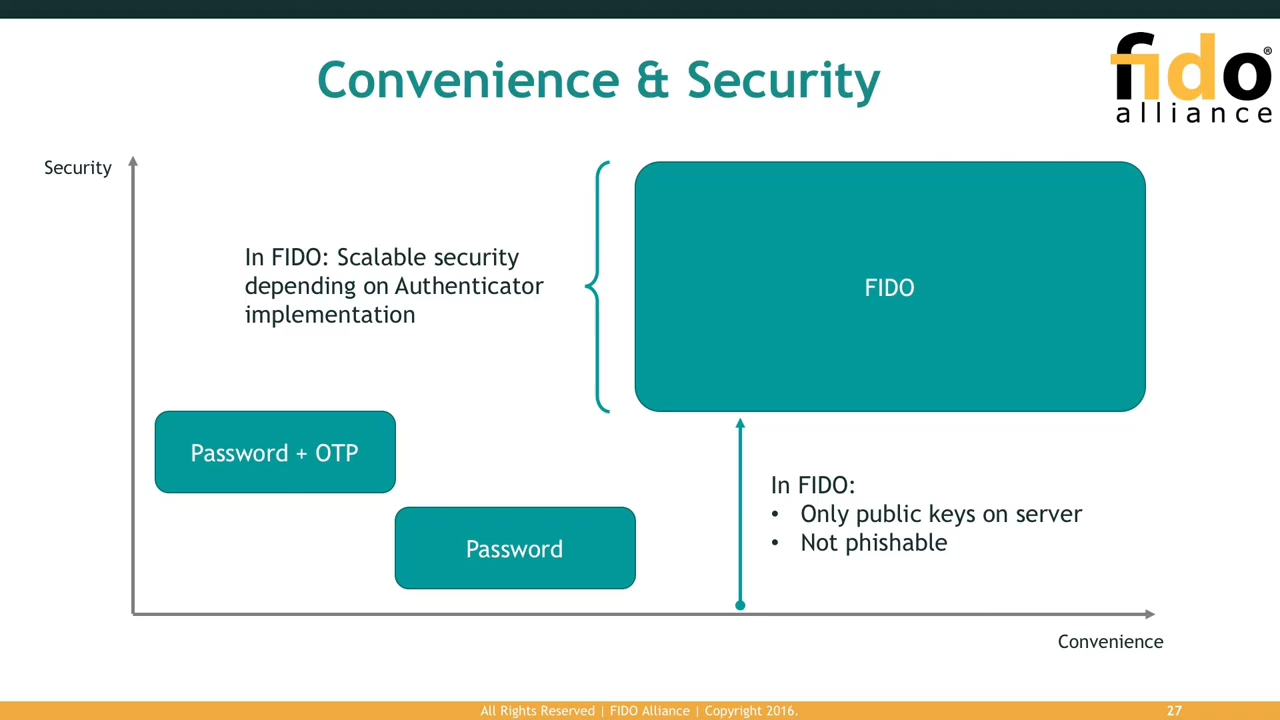 Convenience & Security
fido®
alliance
Security
In FIDO: Scalable security
depending on Authenticator
implementation
FIDO
Password + OTP
Password
In FIDO:
• Only public keys on server
• Not phishable
Convenience
All Rights Reserved | FIDO Alliance | Copyright 2016.
27